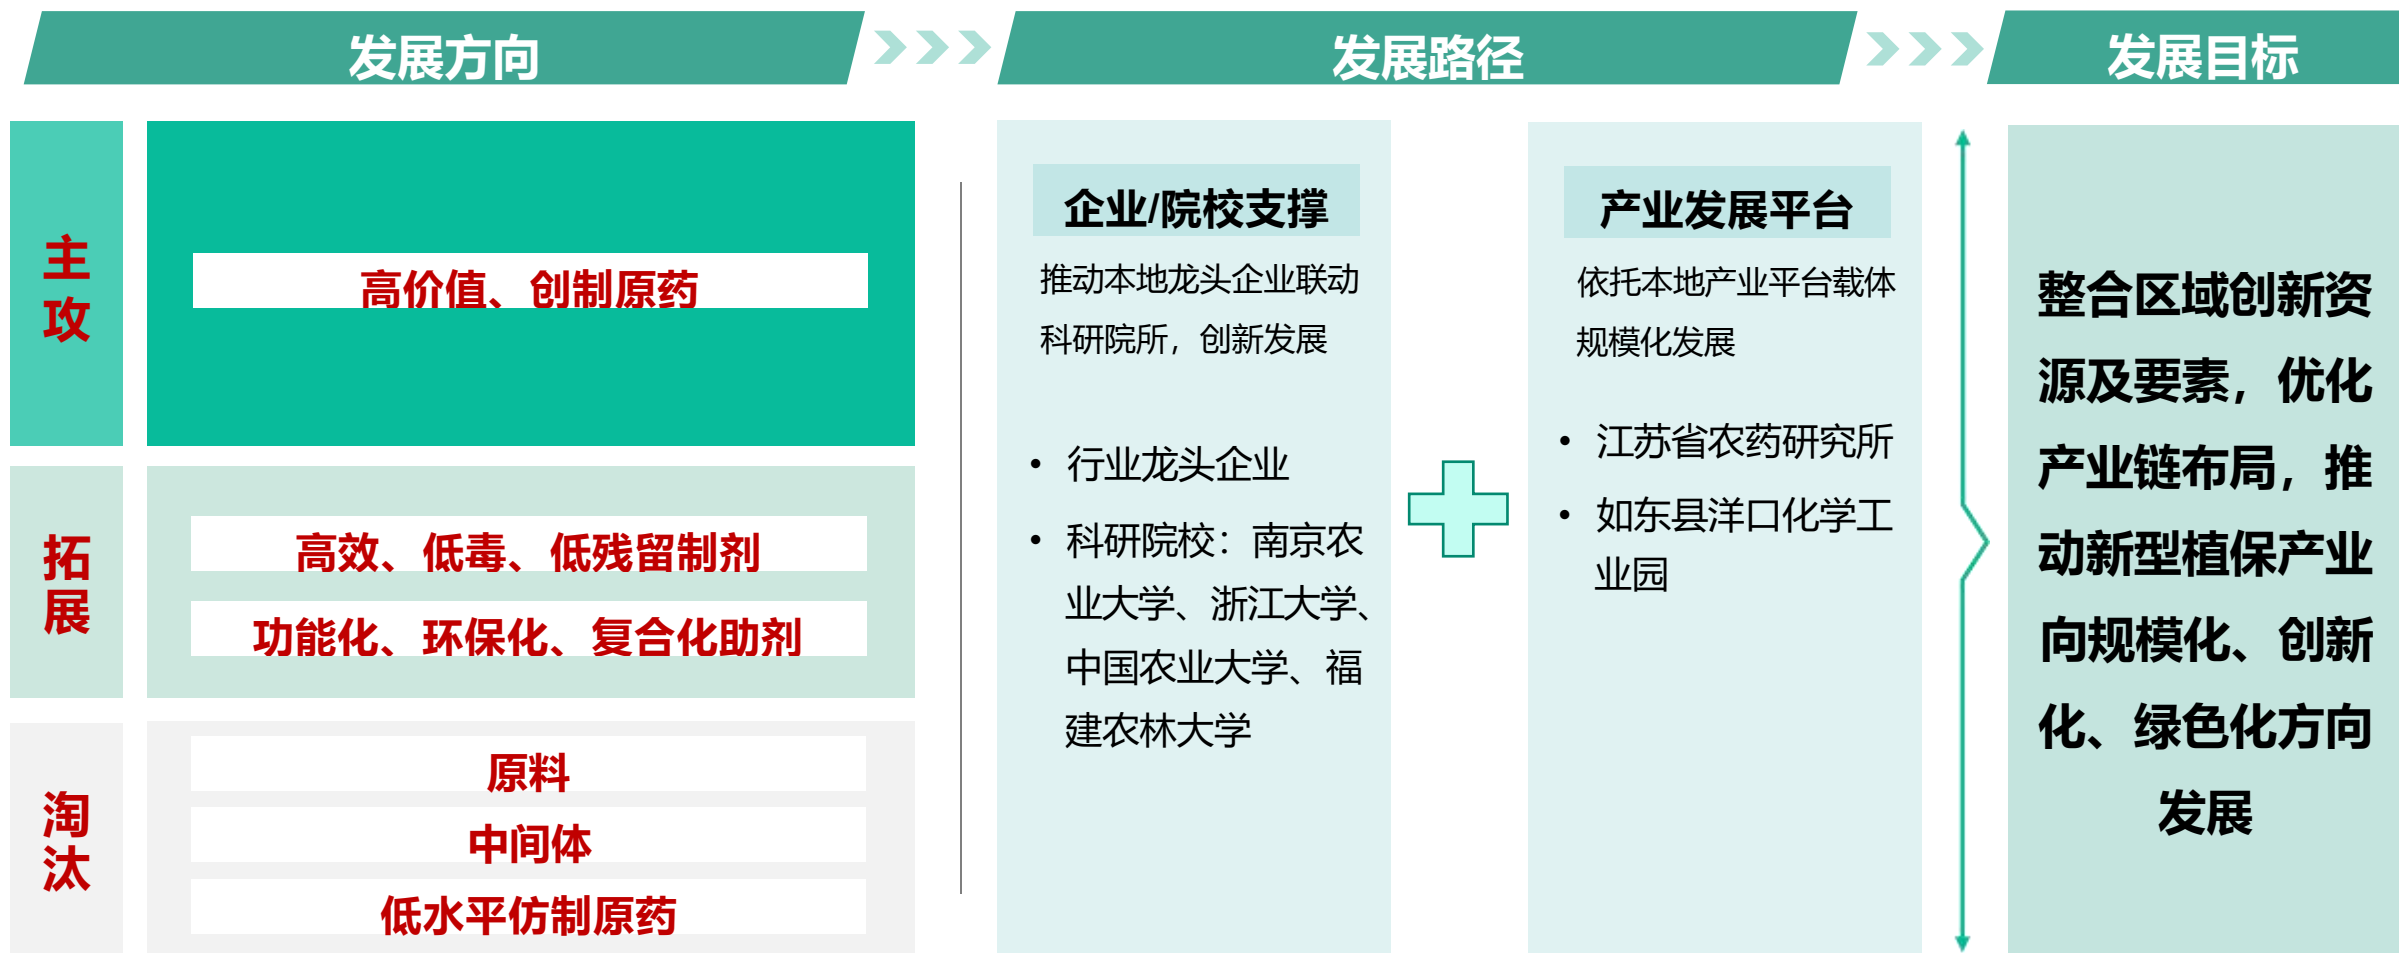 发展方向
发展路径
发展目标
主
攻
高价值、创制原药
拓
展
高效、低毒、低残留制剂
功能化、环保化、复合化助剂
淘
汰
原料
中间体
低水平仿制原药
企业/院校支撑
推动本地龙头企业联动
科研院所，创新发展
• 行业龙头企业
• 科研院校：南京农
业大学、浙江大学、
中国农业大学、福
建农林大学
产业发展平台
依托本地产业平台载体
规模化发展
• 江苏省农药研究所
• 如东县洋口化学工
业园
整合区域创新资
源及要素，优化
产业链布局，推
动新型植保产业
向规模化、创新
化、绿色化方向
发展